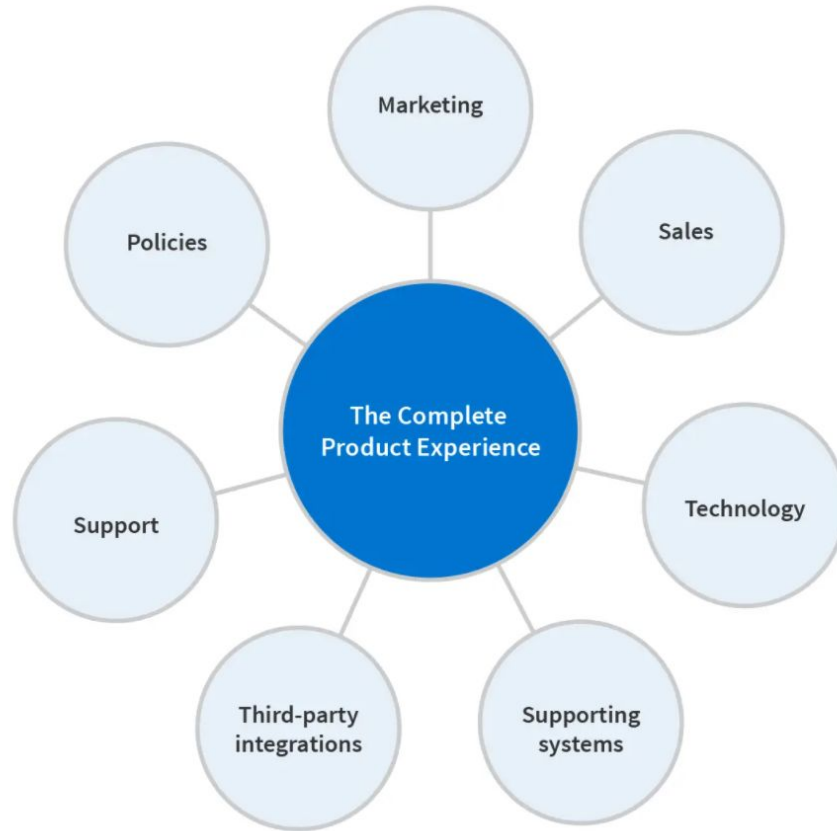 Marketing
Policies
Sales
The Complete
Product Experience
Support
Technology
Third-party
integrations
Supporting
systems